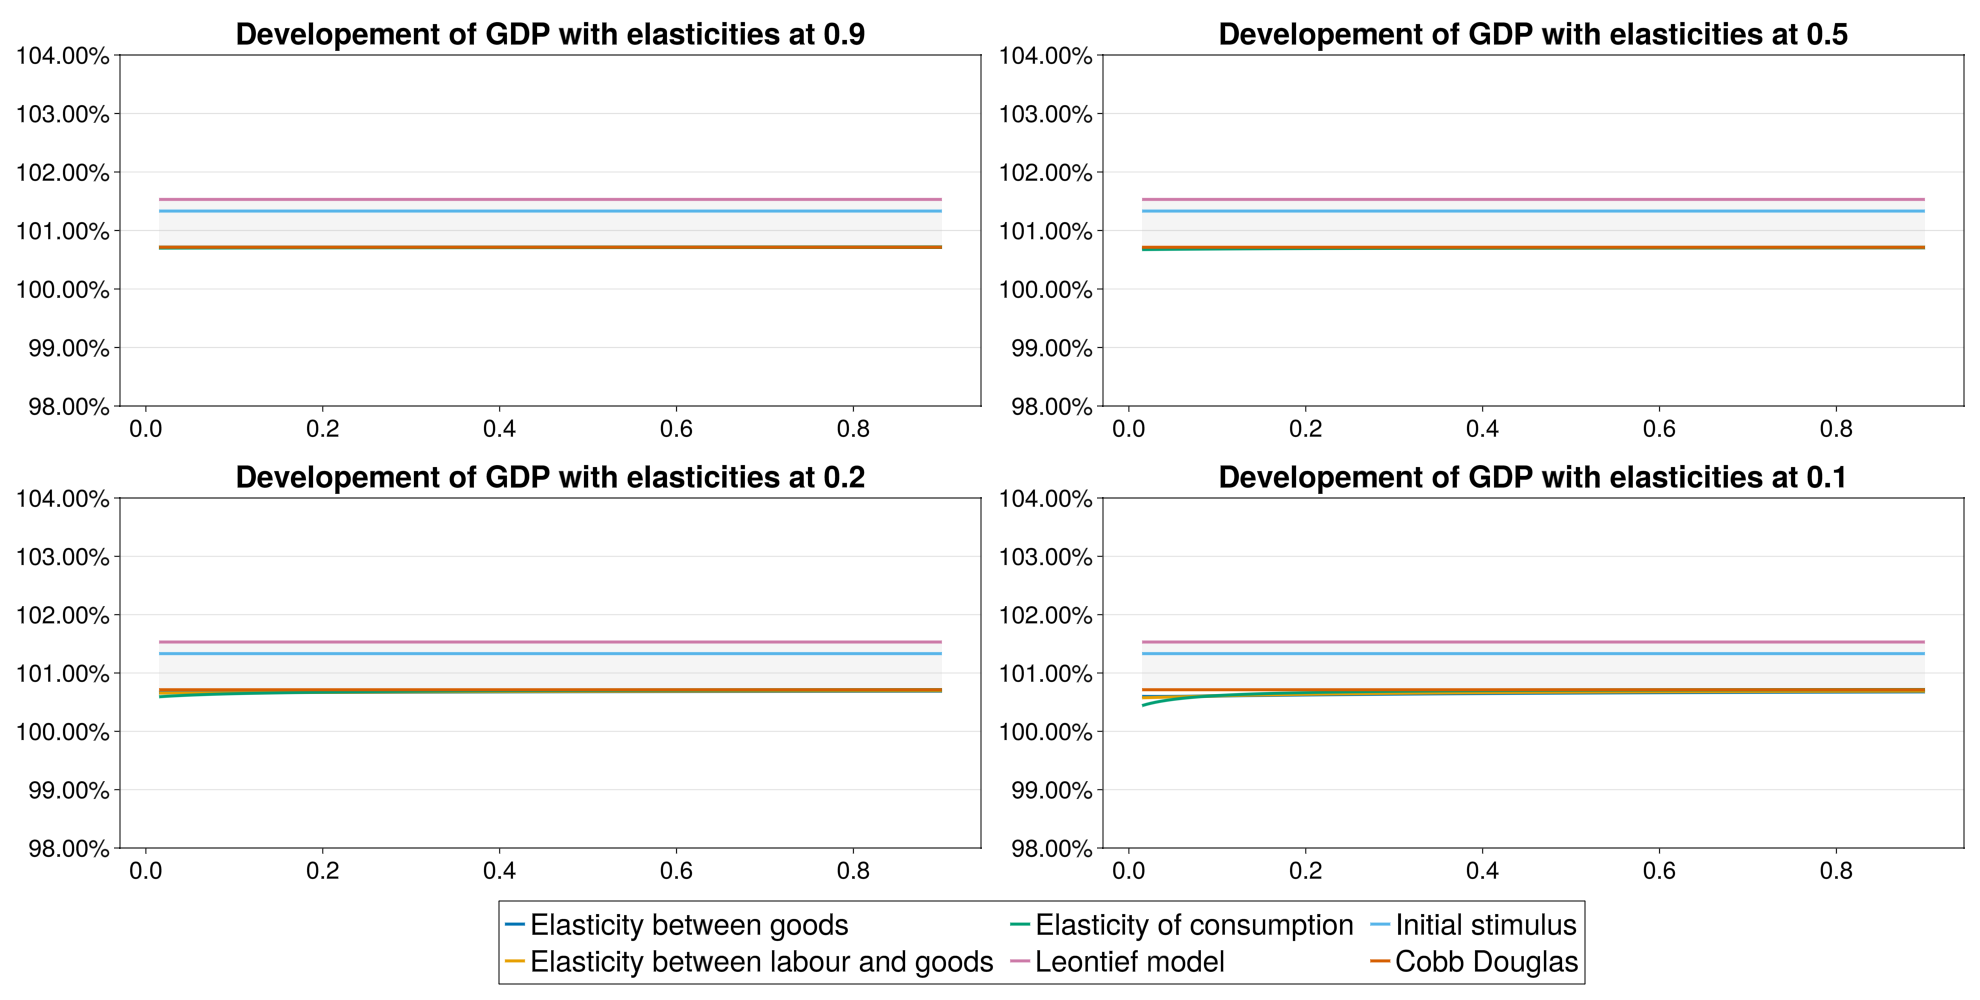 Developement of GDP with elasticities at 0.9
104.00%
103.00%
102.00%
101.00%
100.00%
99.00%
98.00%
0.0 0.2 0.4 0.6 0.8
Developement of GDP with elasticities at 0.5
104.00%
103.00%
102.00%
101.00%
100.00%
99.00%
98.00%
0.0 0.2 0.4 0.6 0.8
Developement of GDP with elasticities at 0.2
104.00%
103.00%
102.00%
101.00%
100.00%
99.00%
98.00%
0.0 0.2 0.4 0.6 0.8
Developement of GDP with elasticities at 0.1
104.00%
103.00%
102.00%
101.00%
100.00%
99.00%
98.00%
0.0 0.2 0.4 0.6 0.8
Elasticity between goods Elasticity of consumption Initial stimulus
Elasticity between labour and goods Leontief model Cobb Douglas